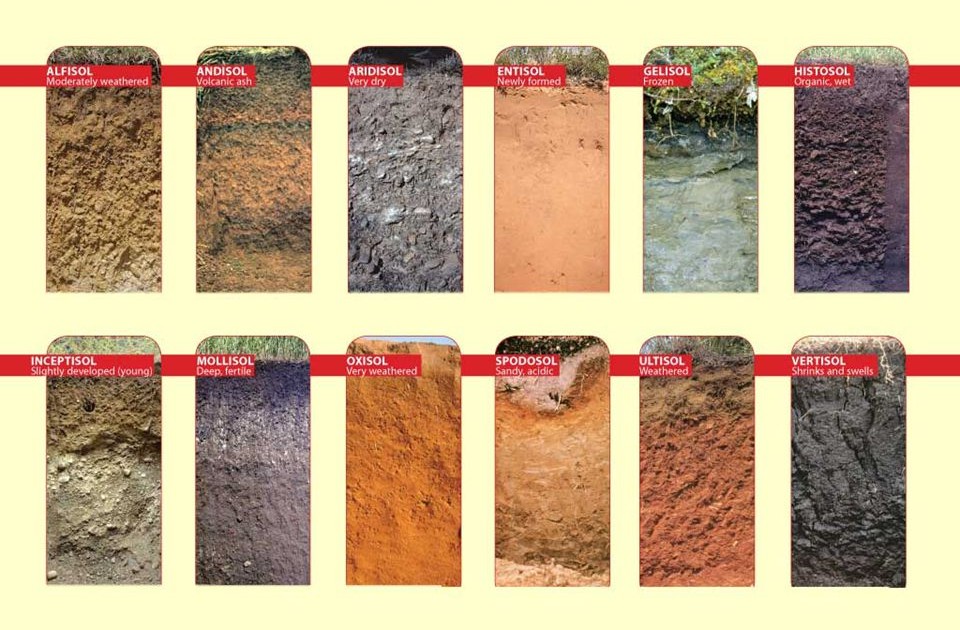 ALFISOL
Moderately weathered
ANDISOL
Volcanic ash
ARIDISOL
Very dry
ENTISOL
Newly formed
GELISOL
Frozen
HISTOSOL
Organic, wet
INCEPTISOL
Slightly developed (young)
MOLLISOL
Deep, fertile
OXISOL
Very weathered
SPODOSOL
Sandy, acidic
ULTISOL
Weathered
VERTISOL
Shrinks and swells